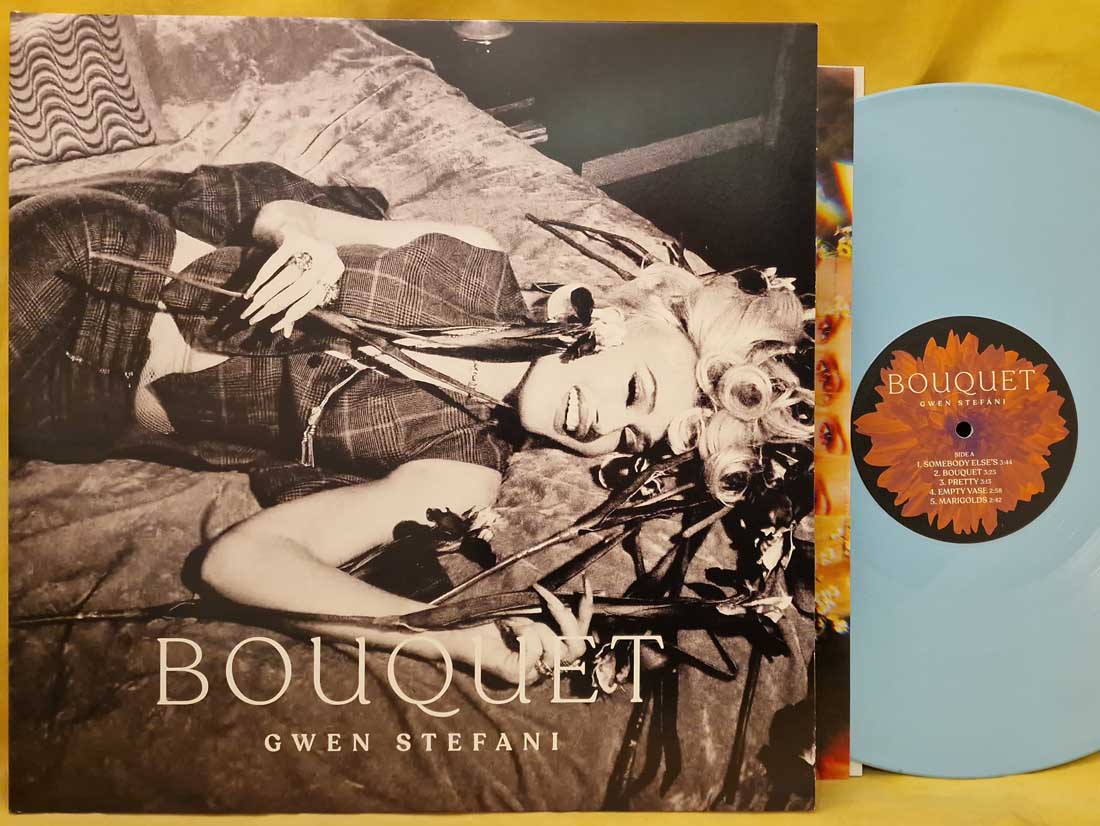 BOUQUET
GWEN STEFANI
BOUQUET
GWEN STEFANI
SIDE A
1. SOMEBODY ELSE'S 3:44
2. BOUQUET 3:25
3. PRETTY 3:13
4. EMPTY VASE 2:58
5. MARIGOLDS 2:42